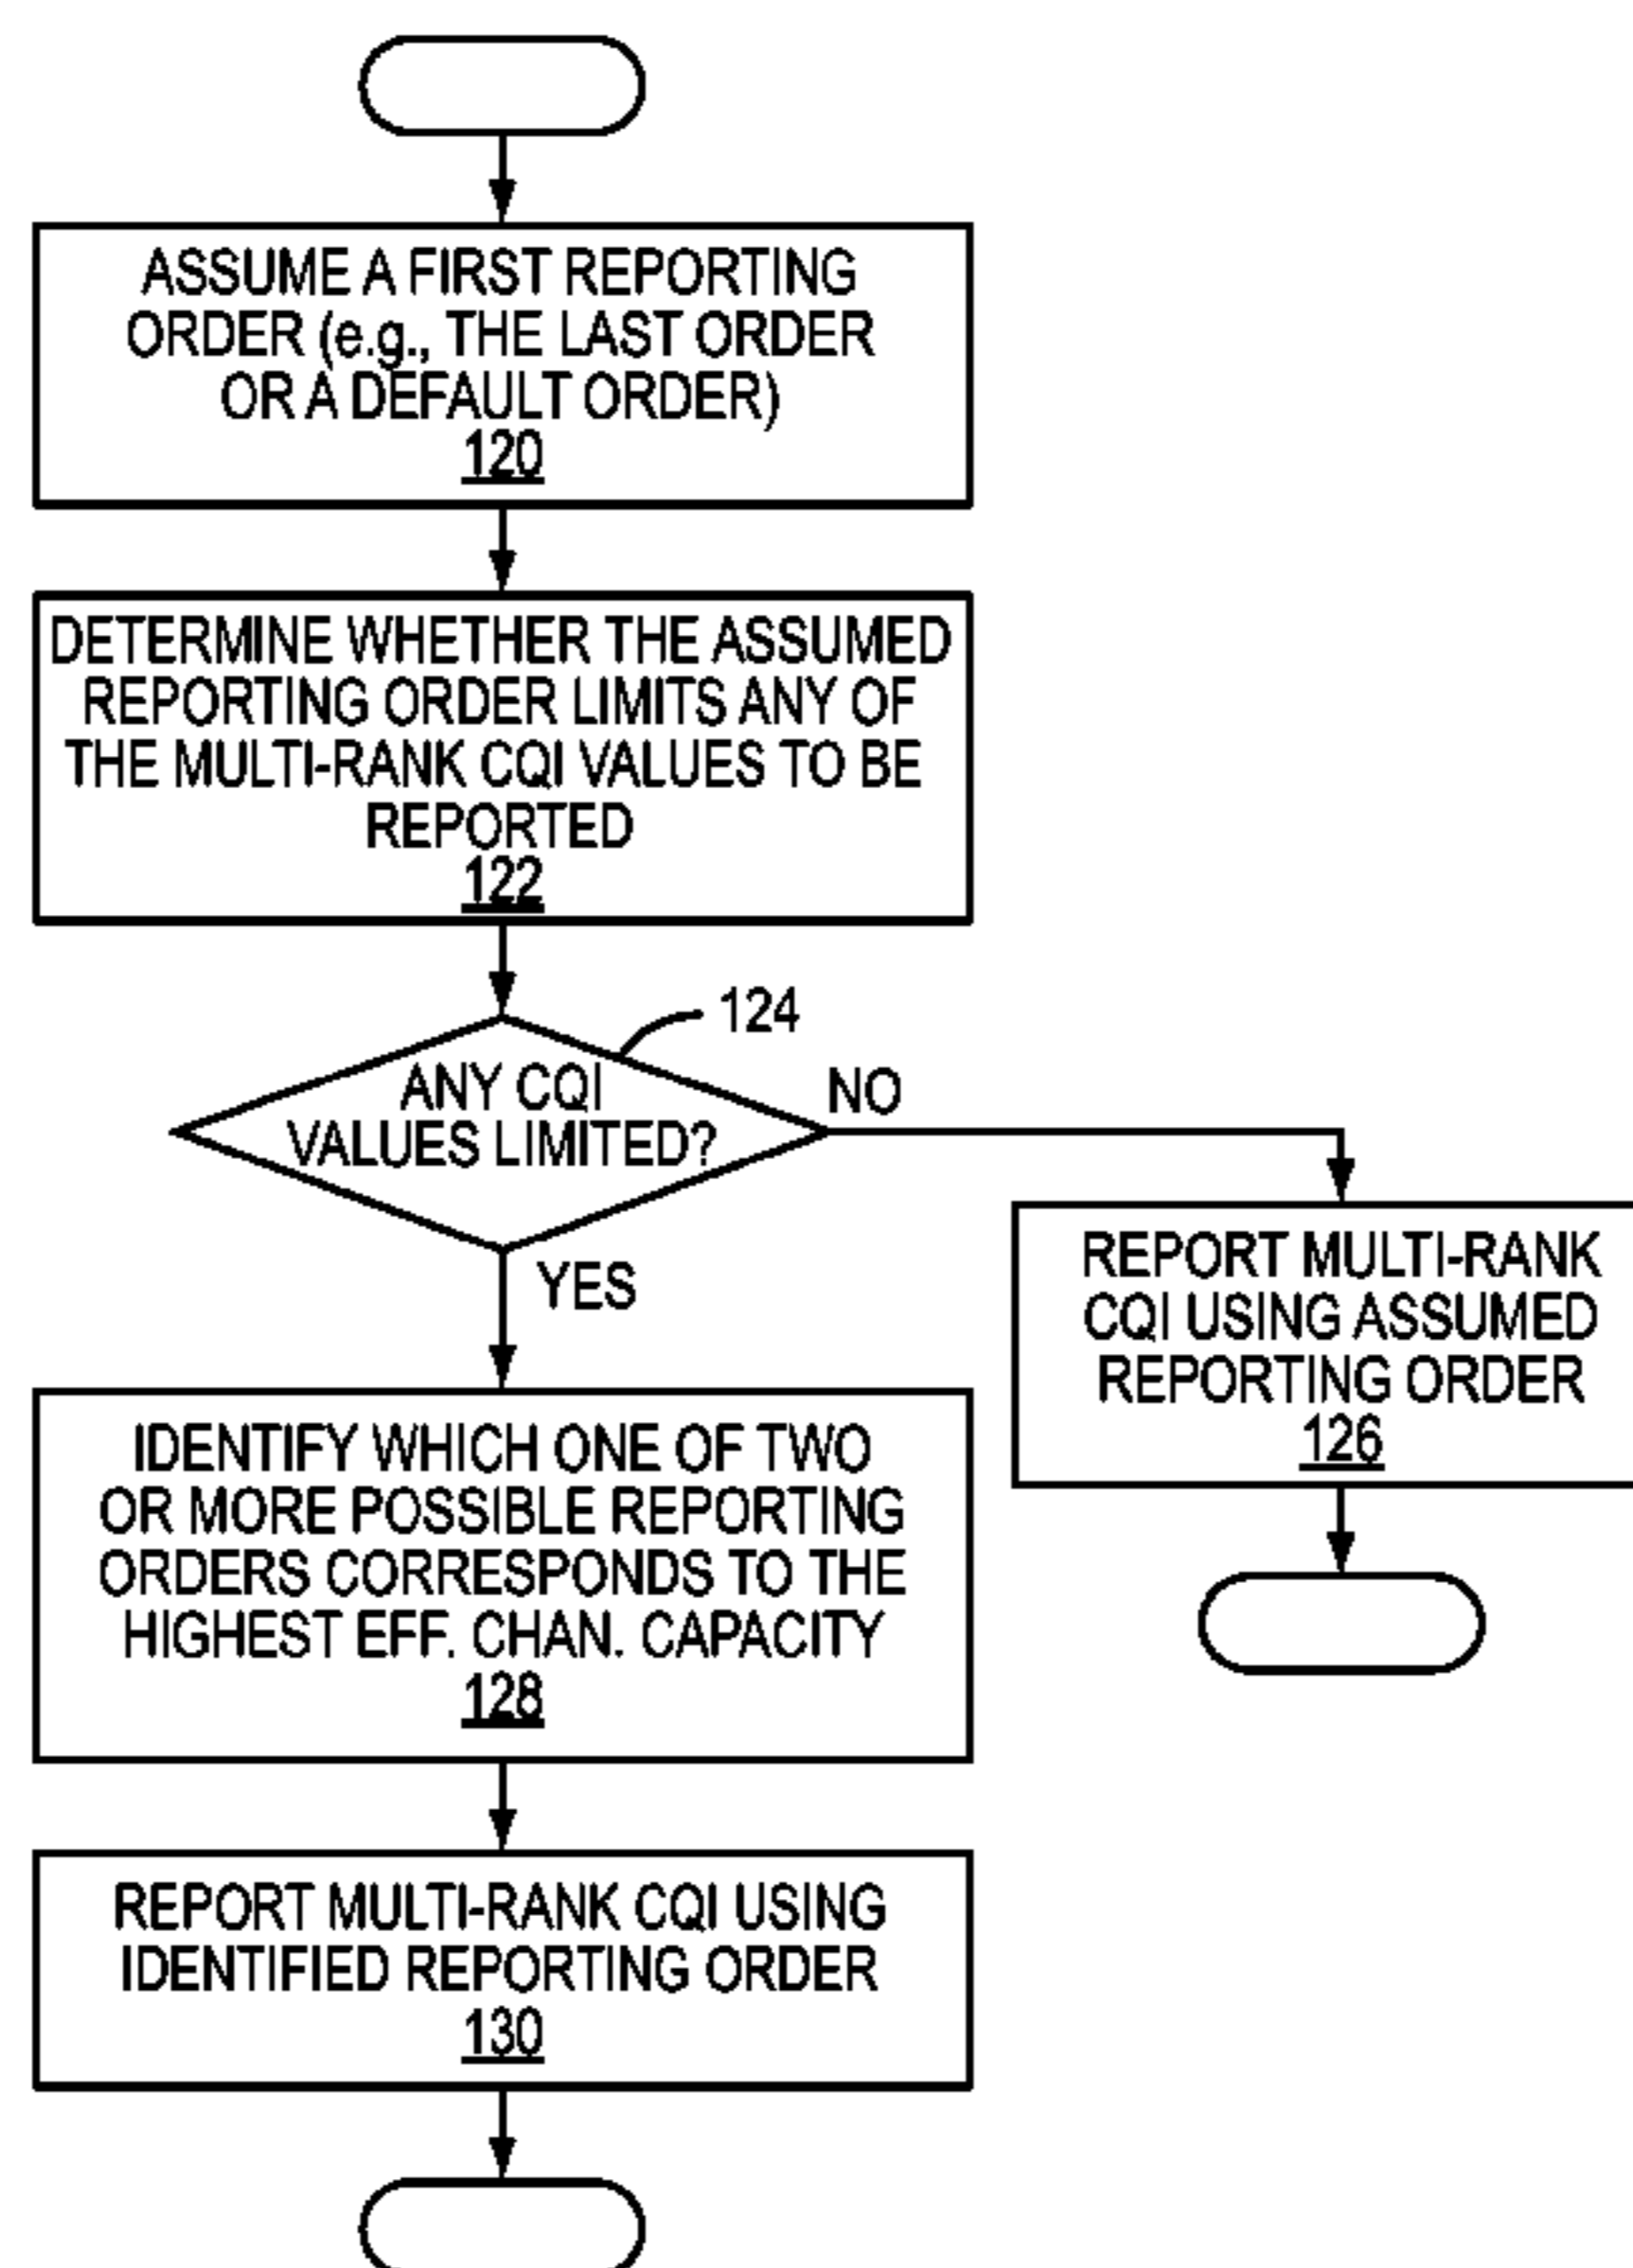 ASSUME A FIRST REPORTING
ORDER (e.g., THE LAST ORDER
OR A DEFAULT ORDER)
120
DETERMINE WHETHER THE ASSUMED
REPORTING ORDER LIMITS ANY OF
THE MULTI-RANK CQI VALUES TO BE
REPORTED
122
124
ANY CQI
VALUES LIMITED?
NO
YES
REPORT MULTI-RANK
CQI USING ASSUMED
REPORTING ORDER
126
IDENTIFY WHICH ONE OF TWO
OR MORE POSSIBLE REPORTING
ORDERS CORRESPONDS TO THE
HIGHEST EFF. CHAN. CAPACITY
128
REPORT MULTI-RANK CQI USING
IDENTIFIED REPORTING ORDER
130